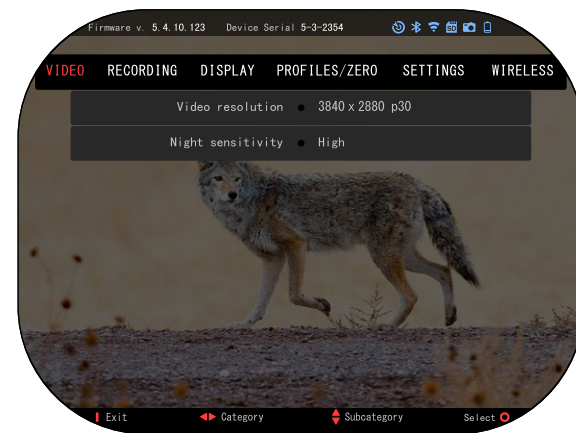 Firmware v. 5.4.10.123 Device Serial 5-3-2354 SD
VIDEO RECORDING DISPLAY PROFILES/ZERO SETTINGS WIRELESS
Video resolution ● 3840 x 2880 p30
Night sensitivity ● High
Exit Category Subcategory Select